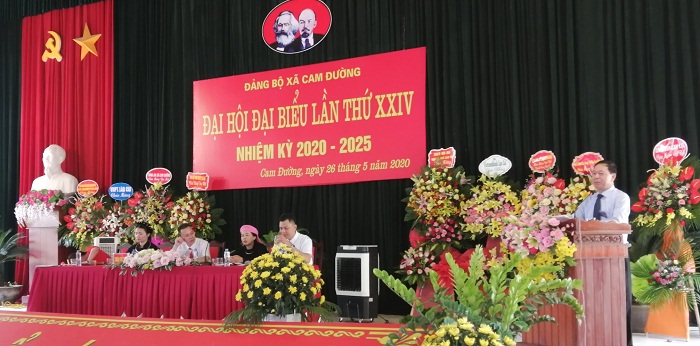 ĐẢNG BỘ XÃ CAM ĐƯỜNG
ĐẠI HỘI ĐẠI BIỂU LẦN THỨ XXIV
NHIỆM KỲ 2020 - 2025
Cam Đường, ngày 26 tháng 5 năm 2020